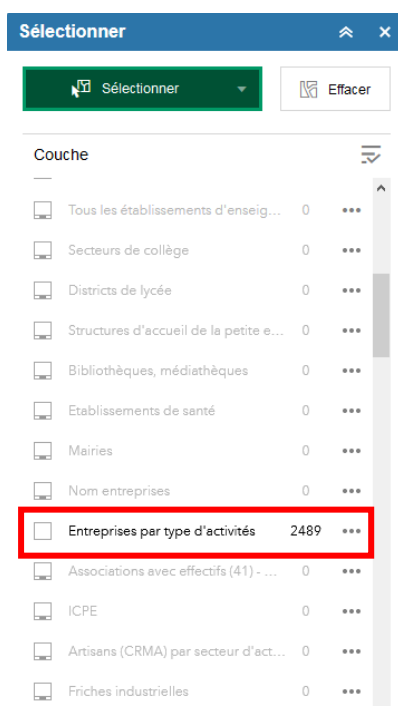 Sélectionner
Sélectionner Effacer
Couche
Tous les établissements d'enseig... 0
Secteurs de collège 0
Districts de lycée 0
Structures d'accueil de la petite e... 0
Bibliothèques, médiathèques 0
Etablissements de santé 0
Mairies 0
Nom entreprises 0
Entreprises par type d'activités 2489
Associations avec effectifs (41) - ... 0
ICPE 0
Artisans (CRMA) par secteur d'act... 0
Friches industrielles 0